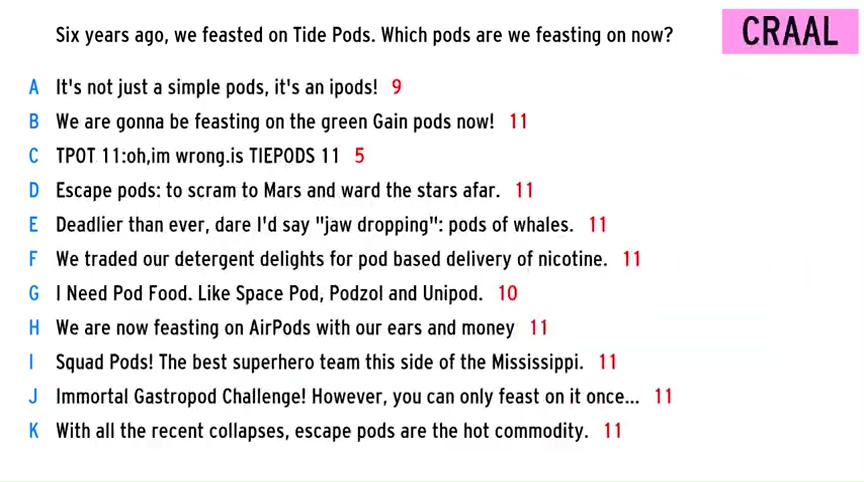 Six years ago, we feasted on Tide Pods. Which pods are we feasting on now?
CRAAL
A It's not just a simple pods, it's an ipods! 9
B We are gonna be feasting on the green Gain pods now! 11
C TPOT 11:oh,im wrong.is TIEPODS 11 5
D Escape pods: to scram to Mars and ward the stars afar. 11
E Deadlier than ever, dare I'd say "jaw dropping": pods of whales. 11
F We traded our detergent delights for pod based delivery of nicotine. 11
G I Need Pod Food. Like Space Pod, Podzol and Unipod. 10
H We are now feasting on AirPods with our ears and money 11
I Squad Pods! The best superhero team this side of the Mississippi. 11
J Immortal Gastropod Challenge! However, you can only feast on it once... 11
K With all the recent collapses, escape pods are the hot commodity. 11